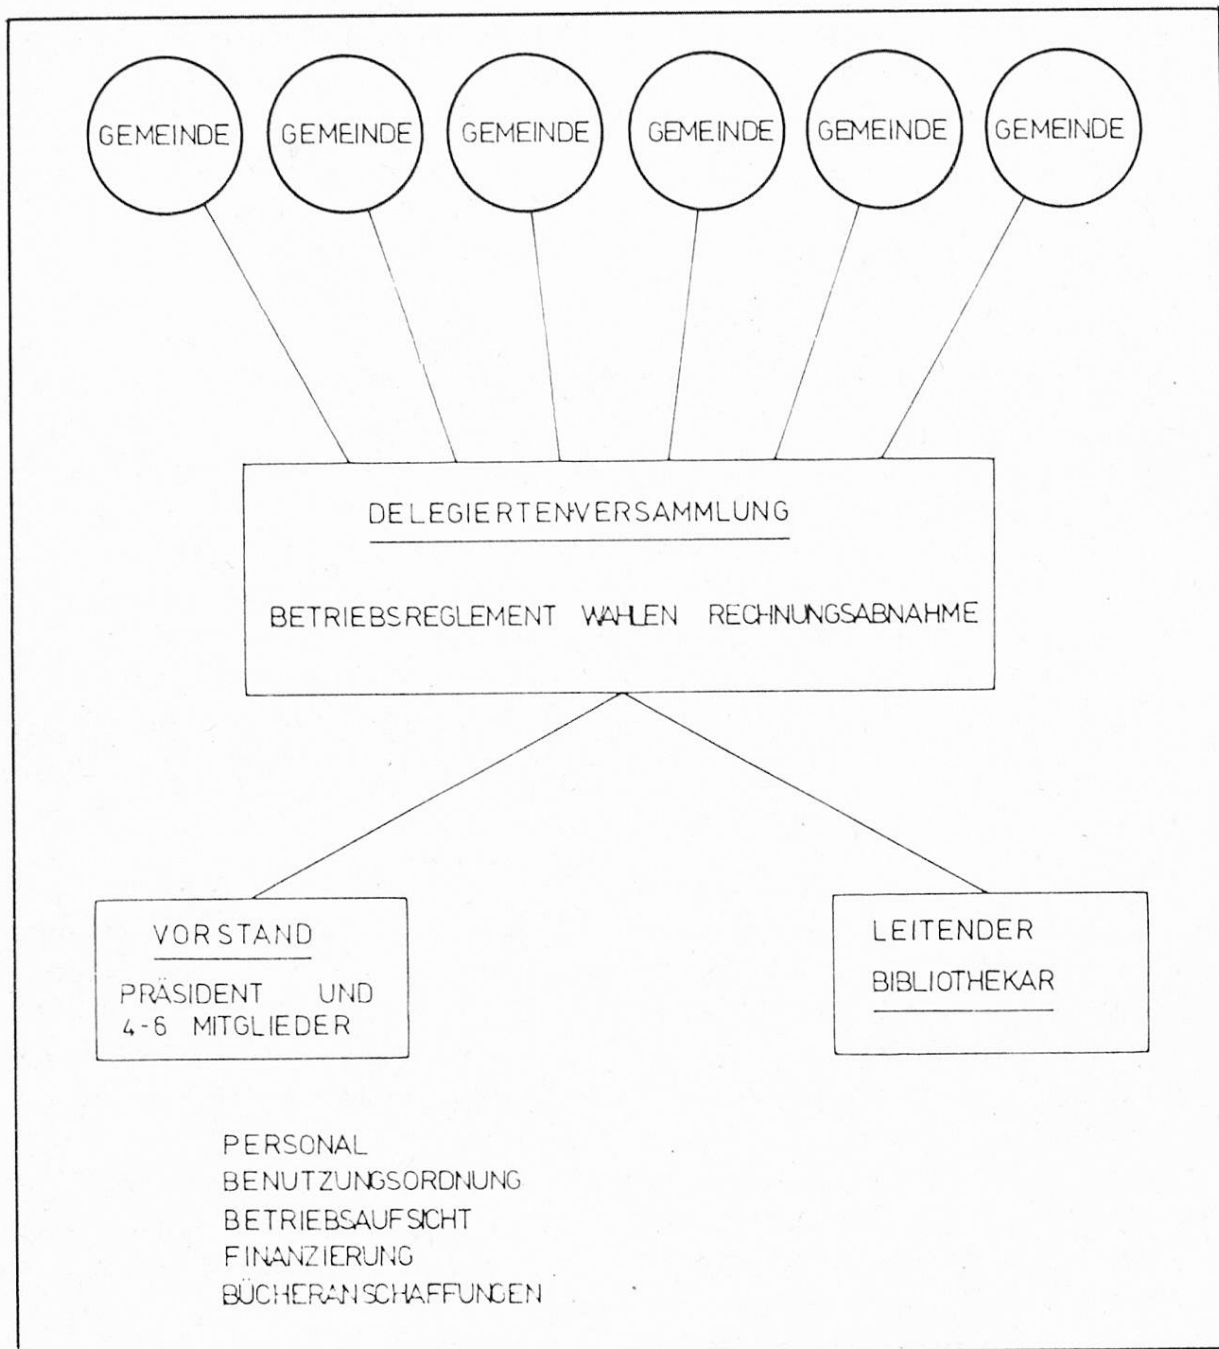 GEMEINDE GEMEINDE GEMEINDE GEMEINDE GEMEINDE GEMEINDE
DELEGIERTENVERSAMMLUNG
BETRIEBSREGLEMENT WAHLEN RECHNUNGSABNAHME
VORSTAND
PRÄSIDENT UND
4-6 MITGLIEDER
LEITENDER
BIBLIOTHEKAR
PERSONAL
BENUTZUNGSORDNUNG
BETRIEBSAUFSICHT
FINANZIERUNG
BÜCHERANSCHAFFUNGEN